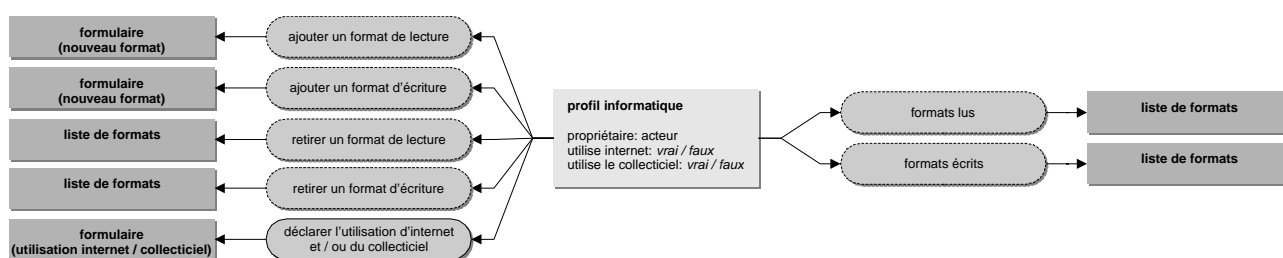 formulaire
(nouveau format)
ajouter un format de lecture
formulaire
(nouveau format)
ajouter un format d’écriture
liste de formats
retirer un format de lecture
liste de formats
retirer un format d’écriture
formulaire
(utilisation internet / collecticiel)
déclarer l’utilisation d’internet
et / ou du collecticiel
profil informatique
propriétaire: acteur
utilise internet: vrai / faux
utilise le collecticiel: vrai / faux
formats lus
liste de formats
formats écrits
liste de formats